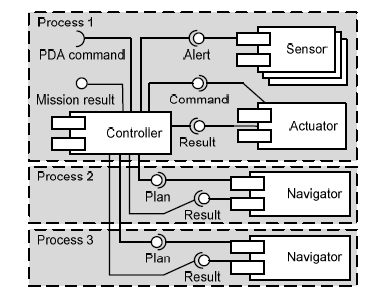 Process 1
PDA command
Alert
Sensor
Mission result
Command
Controller
Actuator
Result
Process 2
Plan
Navigator
Result
Process 3
Plan
Navigator
Result